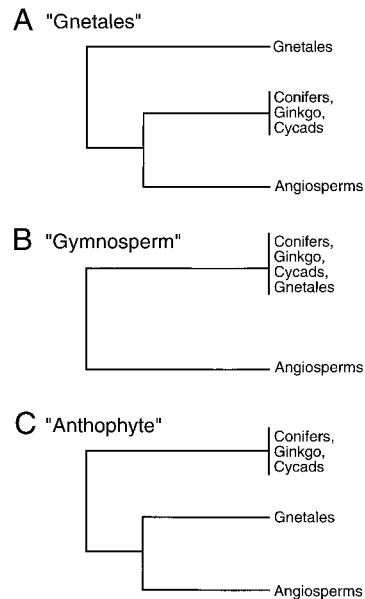 A "Gnetales"
Gnetales
Conifers,
Ginkgo,
Cycads
Angiosperms
B "Gymnosperm"
Conifers,
Ginkgo,
Cycads,
Gnetales
Angiosperms
C "Anthophyte"
Conifers,
Ginkgo,
Cycads
Gnetales
Angiosperms